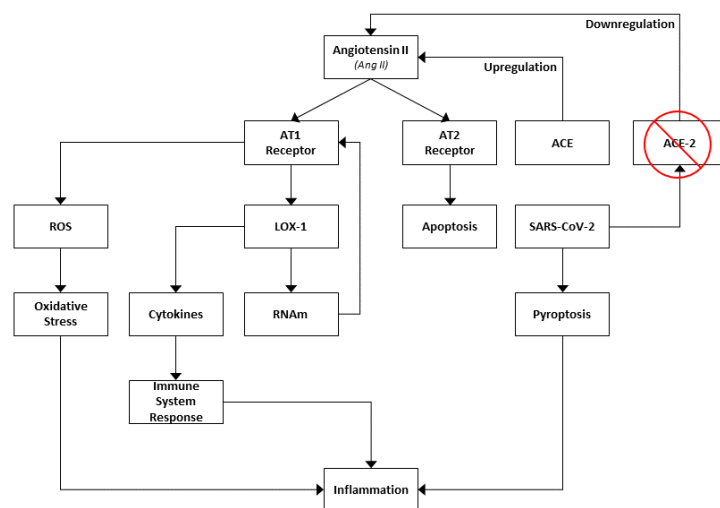 Downregulation
Angiotensin II
(Ang II)
Upregulation
AT1
Receptor
AT2
Receptor
ACE
ACE-2
ROS
LOX-1
Apoptosis
SARS-CoV-2
Oxidative
Stress
Cytokines
RNAm
Pyroptosis
Immune
System
Response
Inflammation